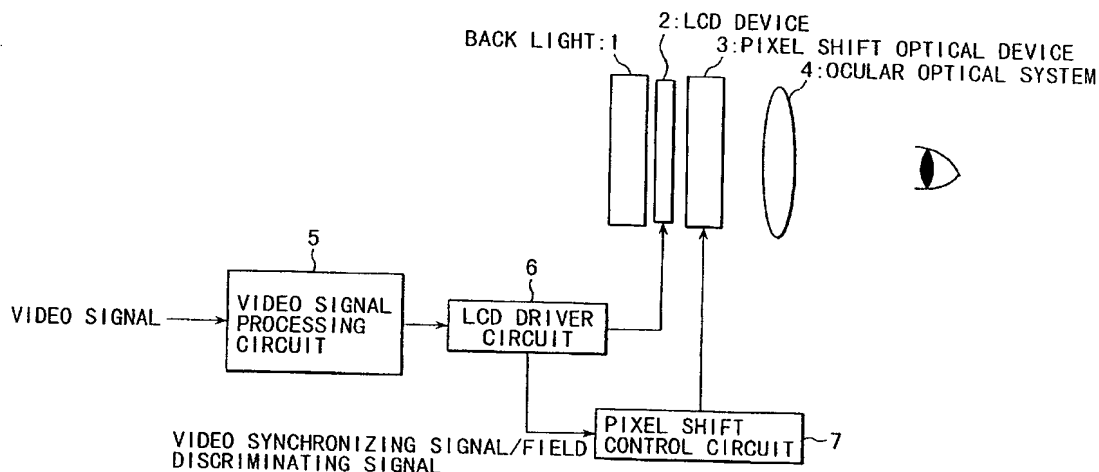 2:LCD DEVICE
BACK LIGHT:1
3:PIXEL SHIFT OPTICAL DEVICE
4:OCULAR OPTICAL SYSTEM
5
VIDEO SIGNAL
VIDEO SIGNAL
PROCESSING
CIRCUIT
6
LCD DRIVER
CIRCUIT
VIDEO SYNCHRONIZING SIGNAL/FIELD
DISCRIMINATING SIGNAL
PIXEL SHIFT
CONTROL CIRCUIT
7